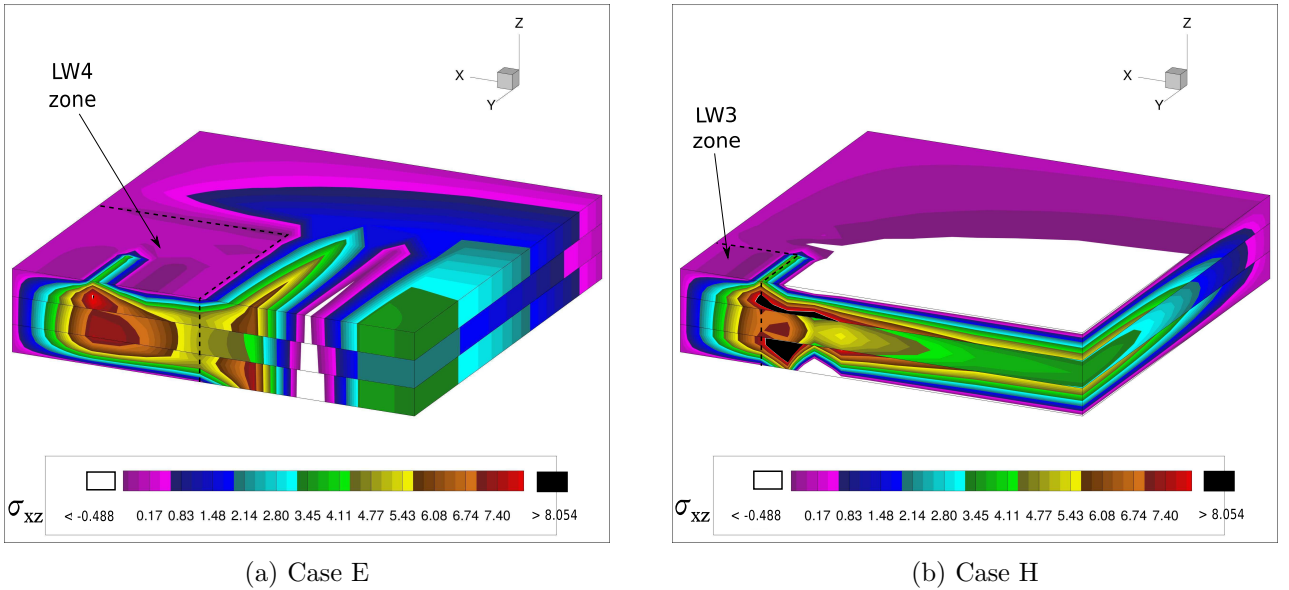 Z
X
Y
LW4
zone
σxz
< -0.488 0.17 0.83 1.48 2.14 2.80 3.45 4.11 4.77 5.43 6.08 6.74 7.40 > 8.054
(a) Case E
Z
X
Y
LW3
zone
σxz
< -0.488 0.17 0.83 1.48 2.14 2.80 3.45 4.11 4.77 5.43 6.08 6.74 7.40 > 8.054
(b) Case H